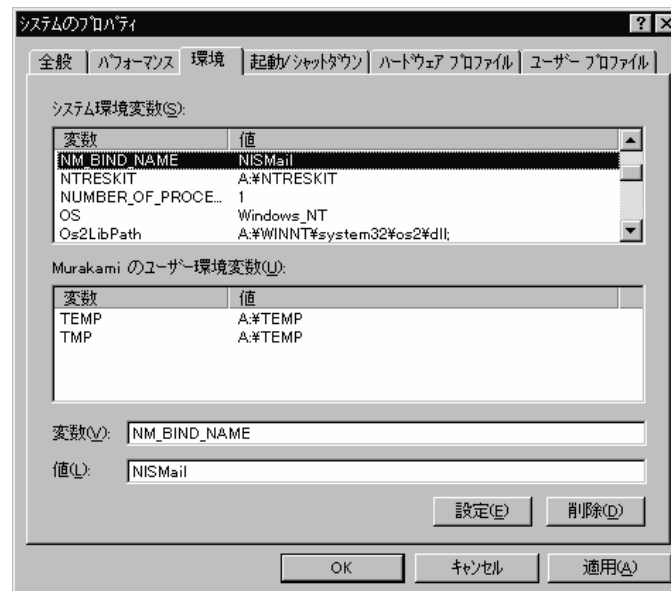 システムのプロパティ
全般 パフォーマンス 環境 起動/シャットダウン ハードウェア プロファイル ユーザー プロファイル
システム環境変数(S):
変数 値
NM_BIND_NAME NISMail
NTRESKIT A:¥NTRESKIT
NUMBER_OF_PROCE... 1
OS Windows_NT
Os2LibPath A:¥WINNT¥system32¥os2¥dll;
Murakami のユーザー環境変数(U):
変数 値
TEMP A:¥TEMP
TMP A:¥TEMP
変数(V): NM_BIND_NAME
値(L): NISMail
設定(E) 削除(D)
OK キャンセル 適用(A)